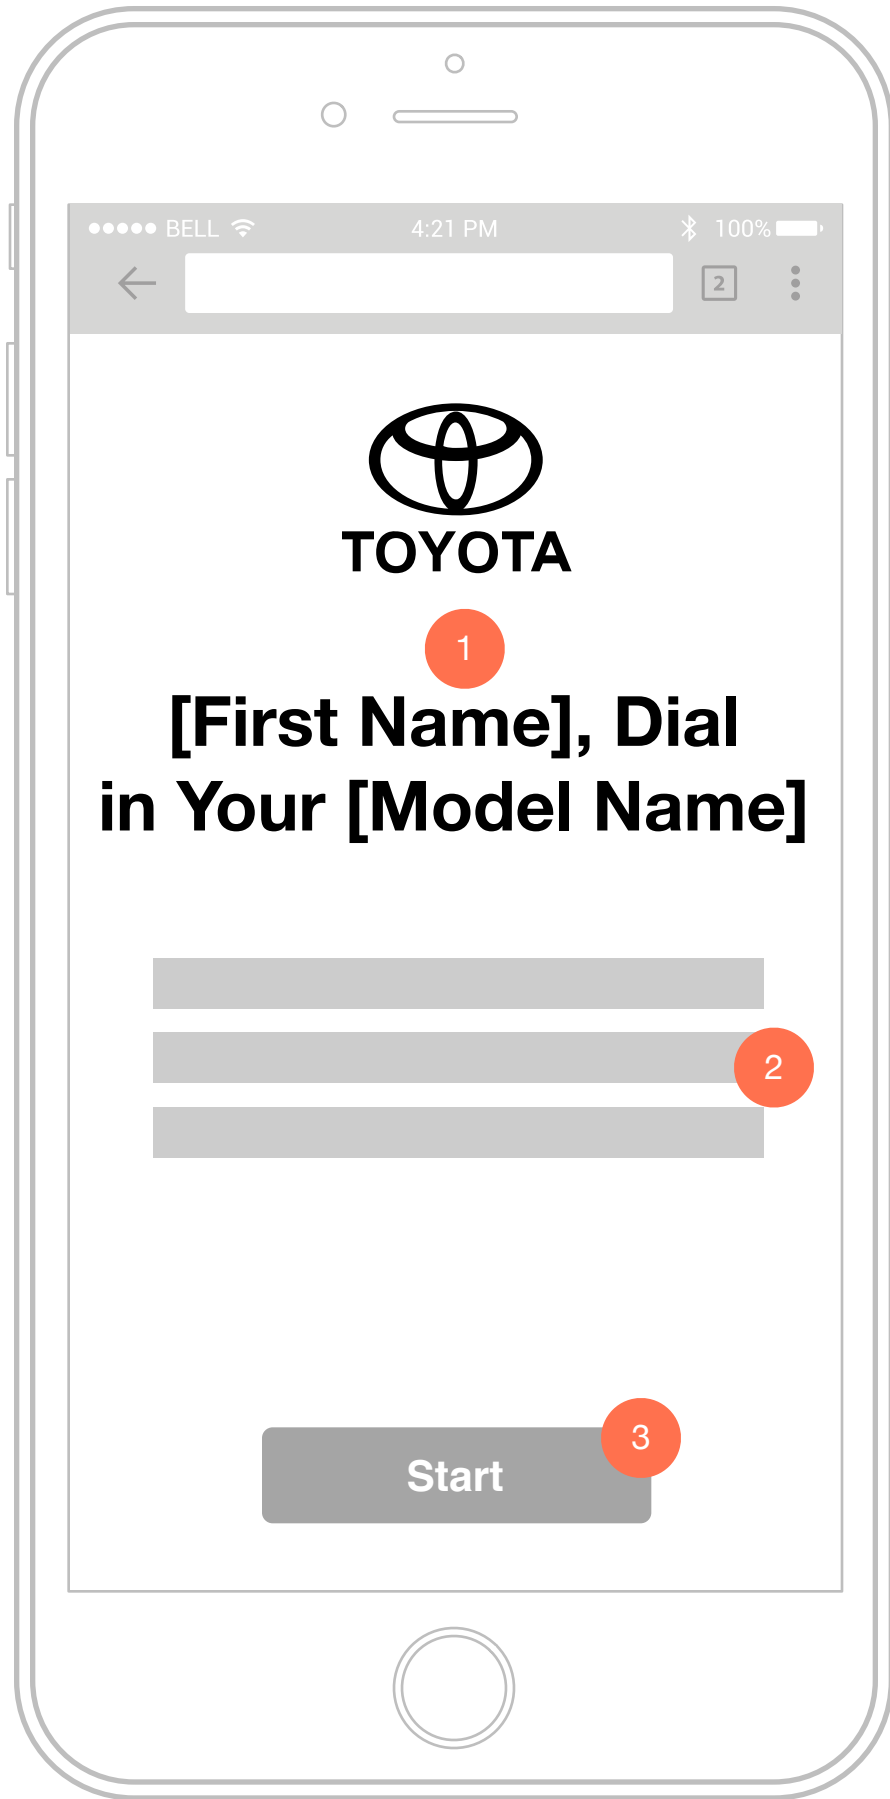 BELL 4:21 PM 100%
2
TOYOTA
1
[First Name], Dial
in Your [Model Name]
2
3
Start